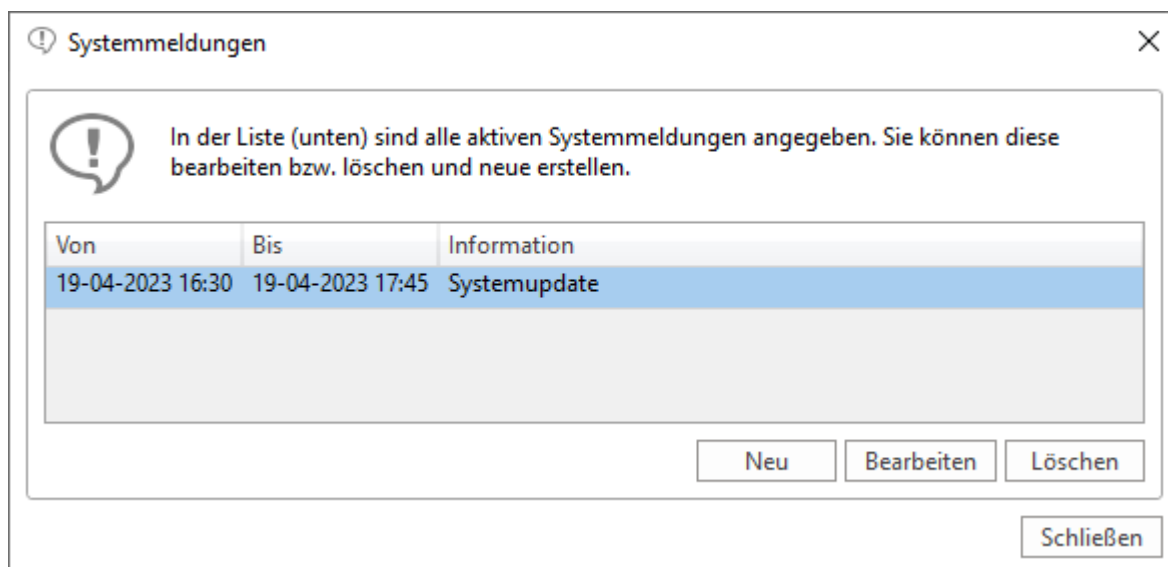 Systemmeldungen
In der Liste (unten) sind alle aktiven Systemmeldungen angegeben. Sie können diese
bearbeiten bzw. löschen und neue erstellen.
Von Bis Information
19-04-2023 16:30 19-04-2023 17:45 Systemupdate
Neu Bearbeiten Löschen
Schließen